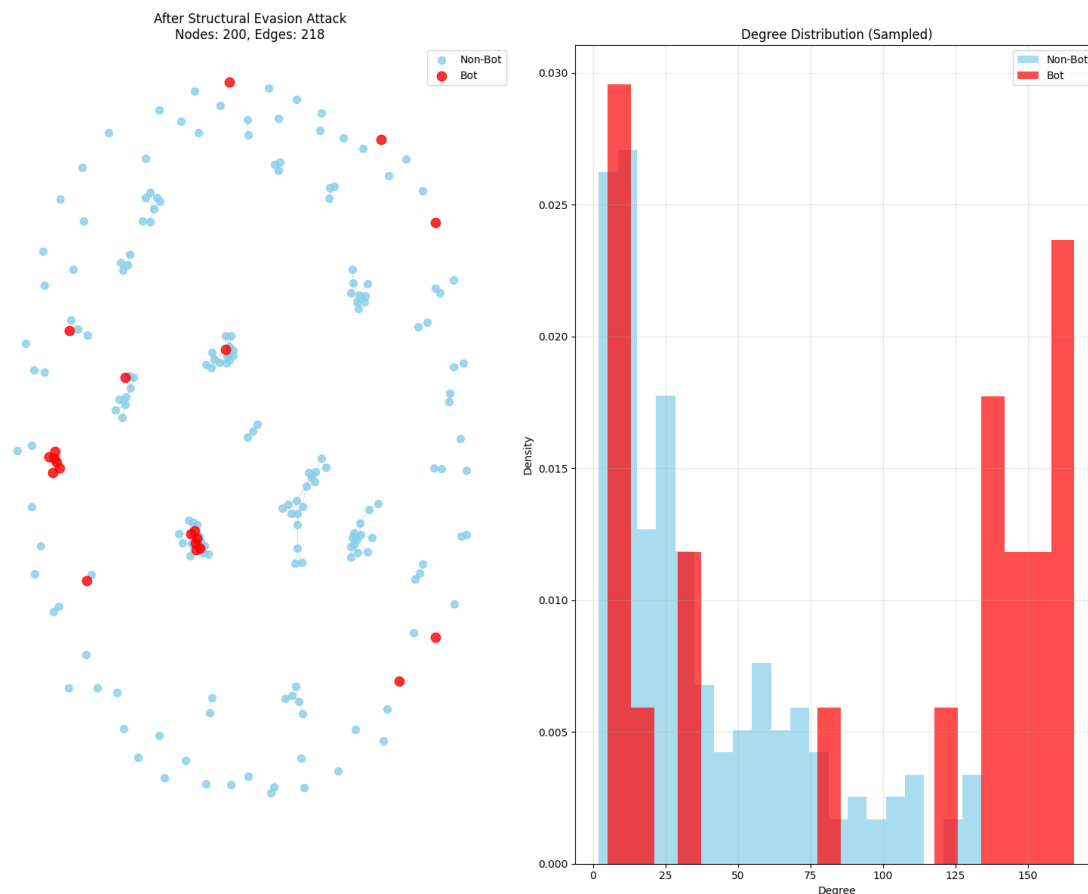 After Structural Evasion Attack
Nodes: 200, Edges: 218
Non-Bot
Bot
Degree Distribution (Sampled)
Non-Bot
Bot
0.030
0.025
0.020
0.015
0.010
0.005
0.000
Density
0
25
50
75
100
125
150
Degree